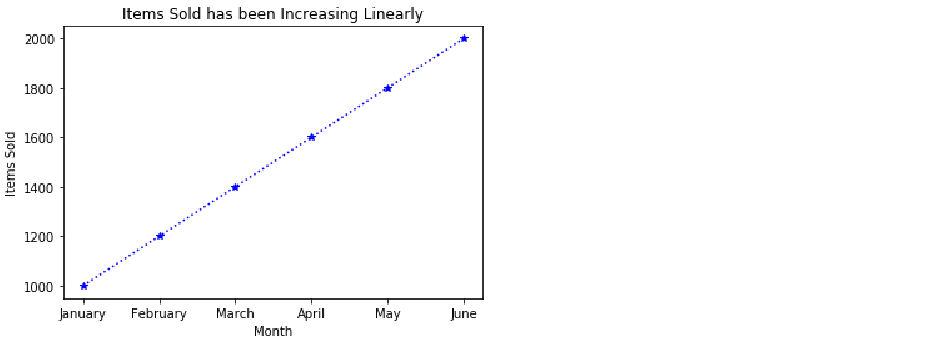 Items Sold has been Increasing Linearly
2000
1800
1600
1400
1200
1000
Items Sold
January February March April May June
Month